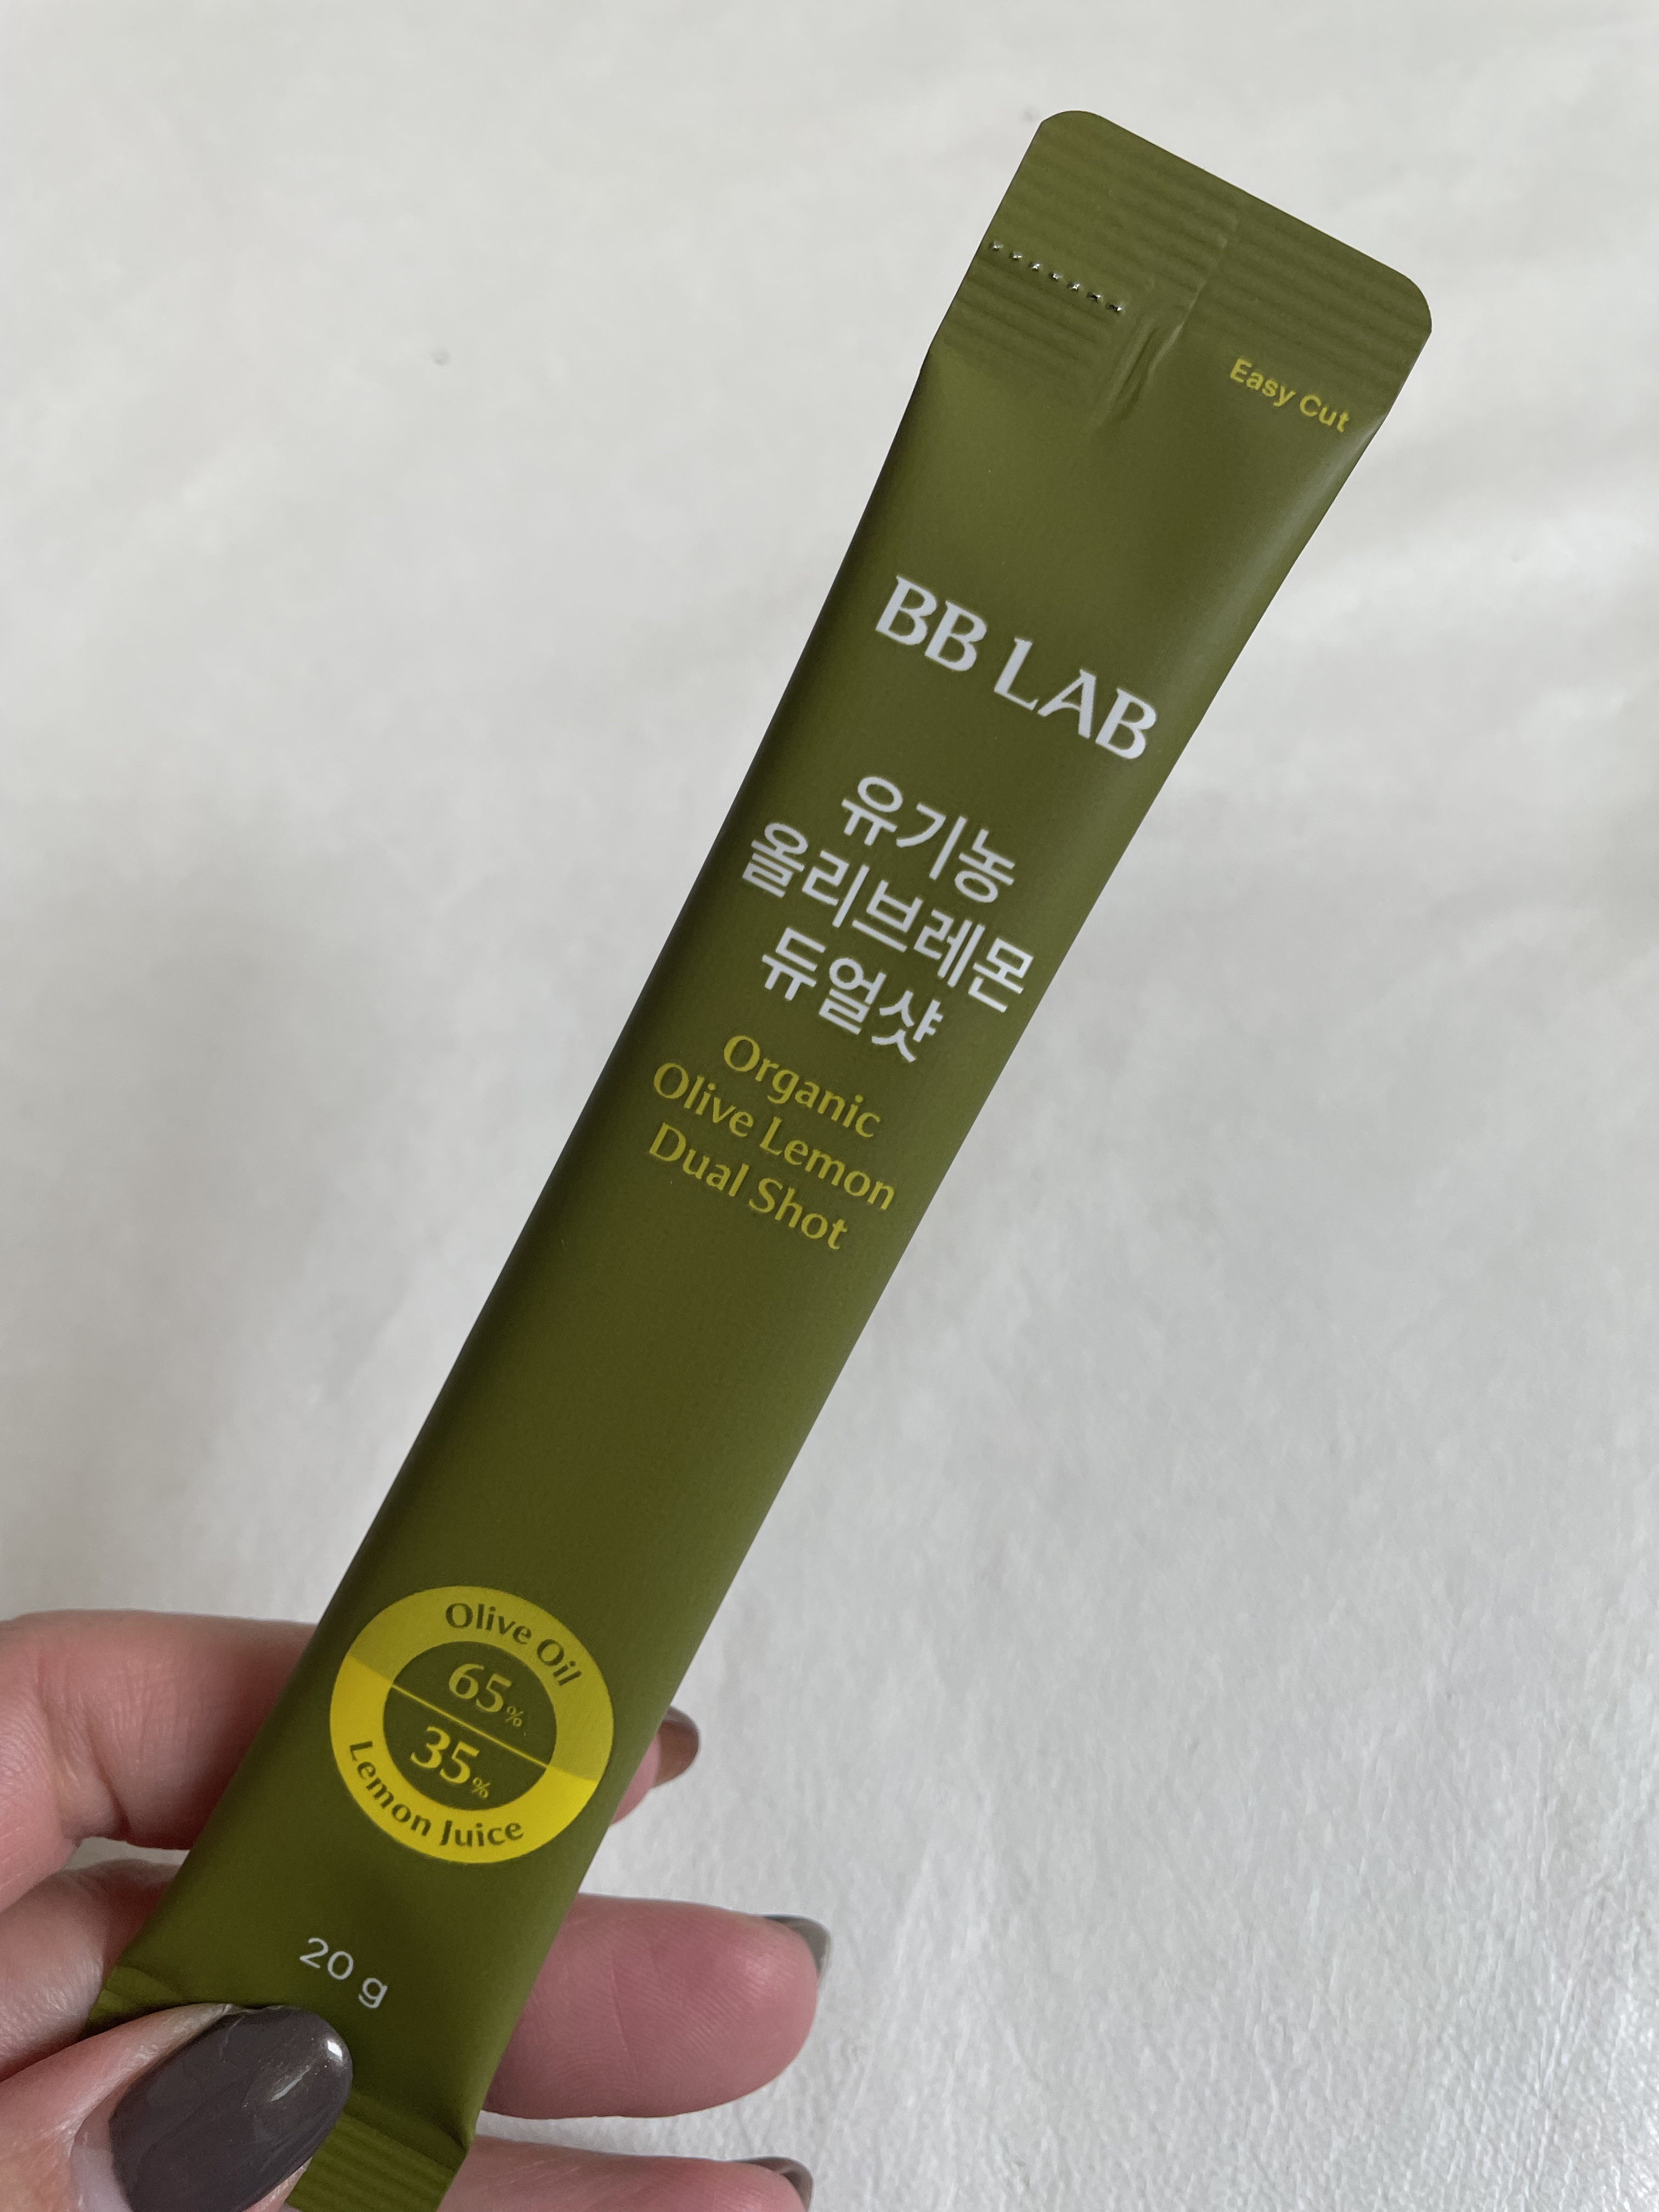 Easy Cut
BB LAB
유기농
올리브레몬
듀얼샷
Organic
Olive Lemon
Dual Shot
Olive Oil
65%
35%
Lemon Juice
20 g